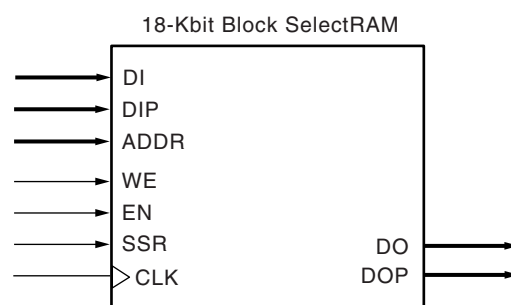 18-Kbit Block SelectRAM
DI
DIP
ADDR
WE
EN
SSR
CLK
DO
DOP